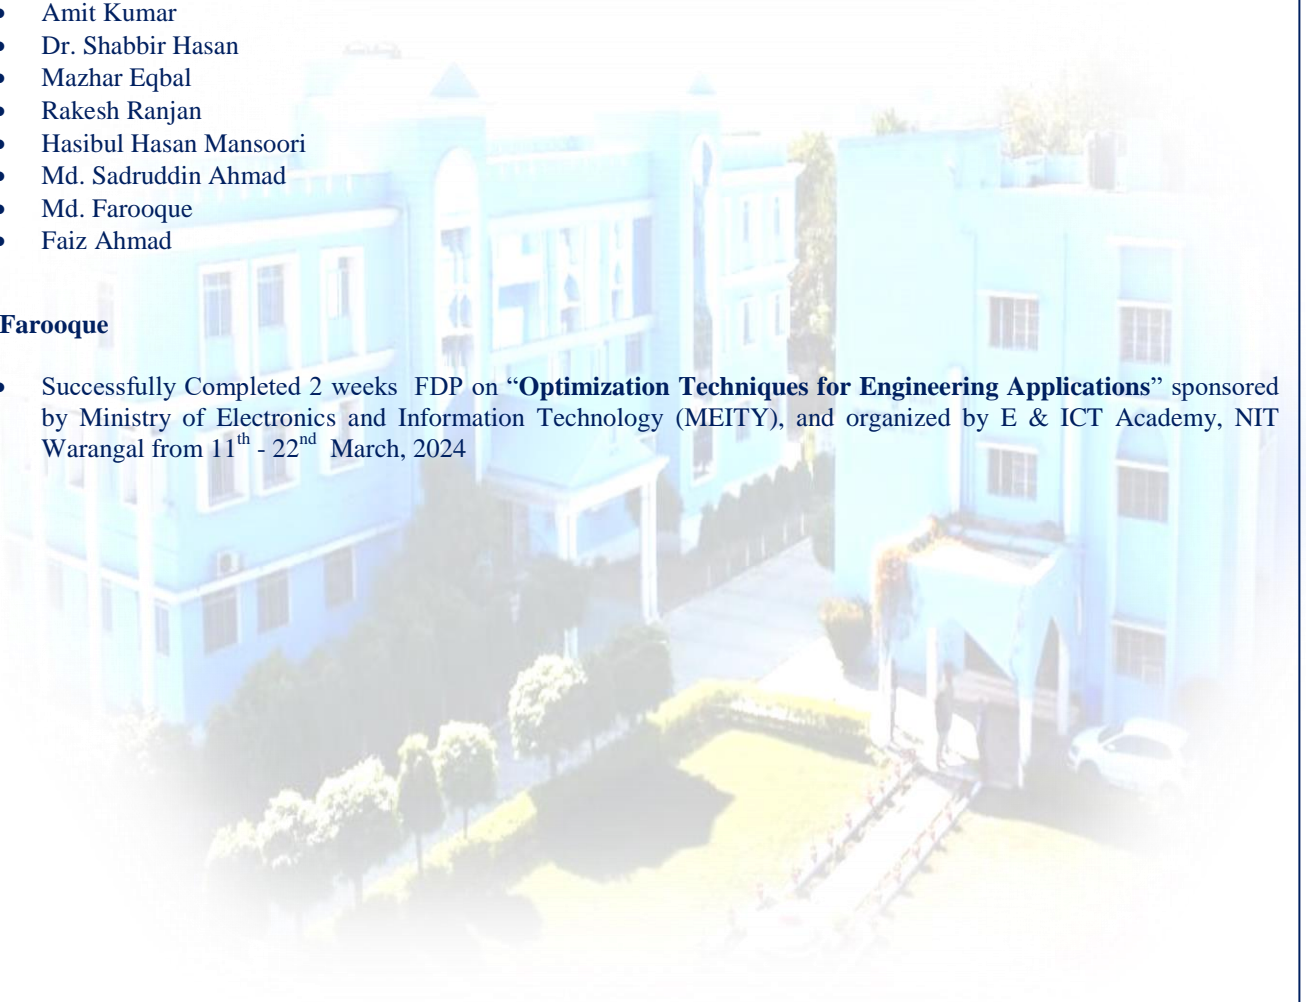 • Amit Kumar
• Dr. Shabbir Hasan
• Mazhar Eqbal
• Rakesh Ranjan
• Hasibul Hasan Mansoori
• Md. Sadruddin Ahmad
• Md. Farooque
• Faiz Ahmad
Farooque
• Successfully Completed 2 weeks FDP on “Optimization Techniques for Engineering Applications” sponsored
by Ministry of Electronics and Information Technology (MEITY), and organized by E & ICT Academy, NIT
Warangal from 11th - 22nd March, 2024